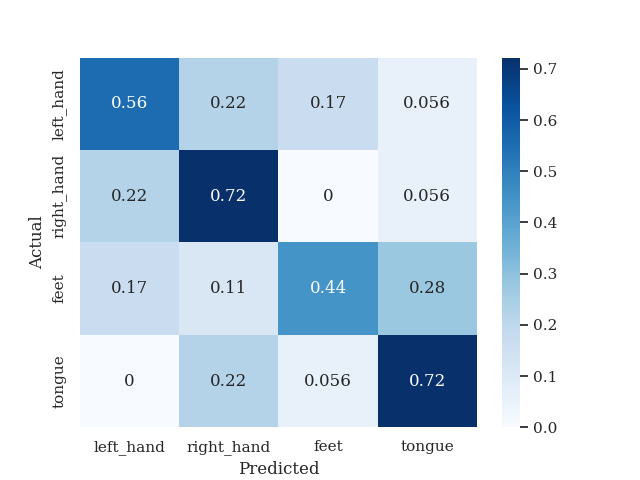 Actual
left_hand
0.56 0.22 0.17 0.056
right_hand
0.22 0.72 0 0.056
feet
0.17 0.11 0.44 0.28
tongue
0 0.22 0.056 0.72
left_hand right_hand feet tongue
Predicted
0.7
0.6
0.5
0.4
0.3
0.2
0.1
0.0